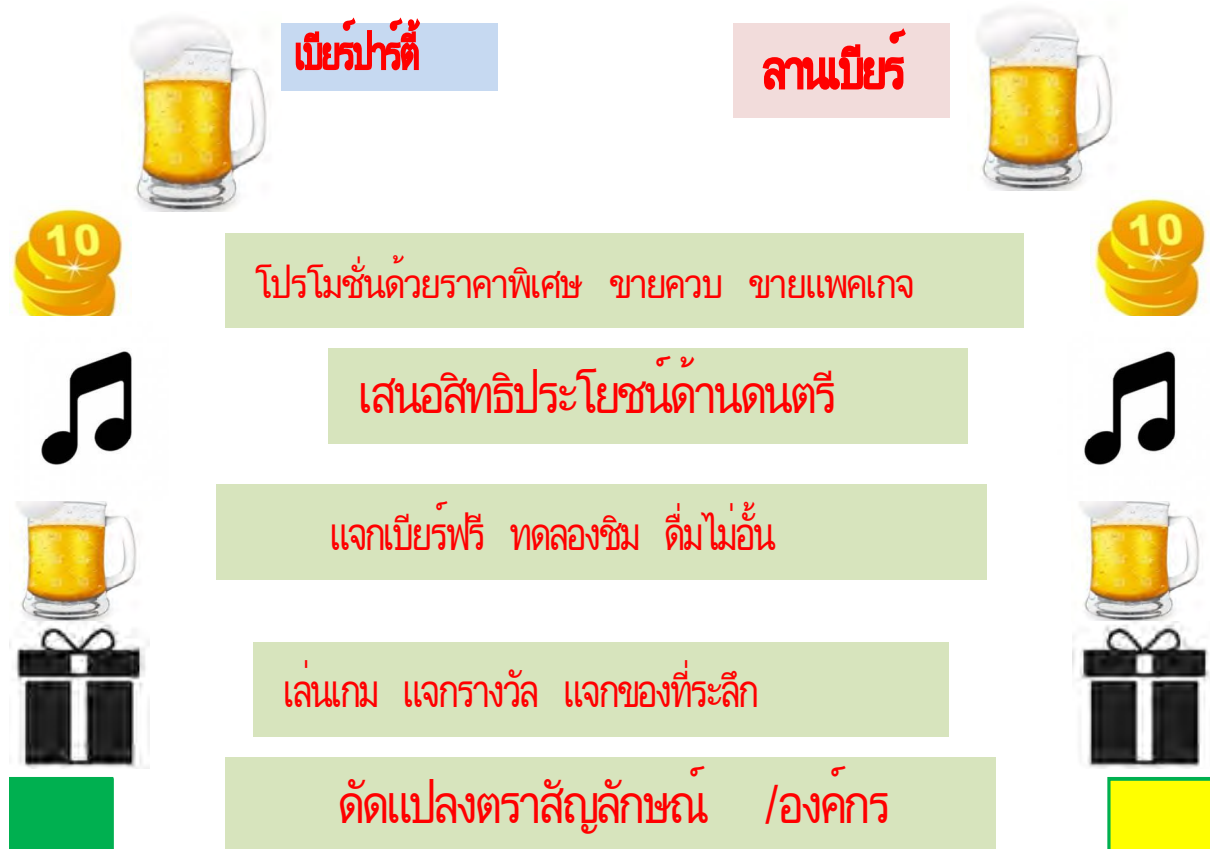 เบียร์ปาร์ตี้
ลานเบียร์
10
10
โปรโมชั่นด้วยราคาพิเศษ ขายควบ ขายแพคเกจ
เสนอสิทธิประโยชน์ด้านดนตรี
แจกเบียร์ฟรี ทดลองชิม ดื่มไม่อั้น
เล่นเกม แจกรางวัล แจกของที่ระลึก
ดัดแปลงตราสัญลักษณ์ /องค์กร